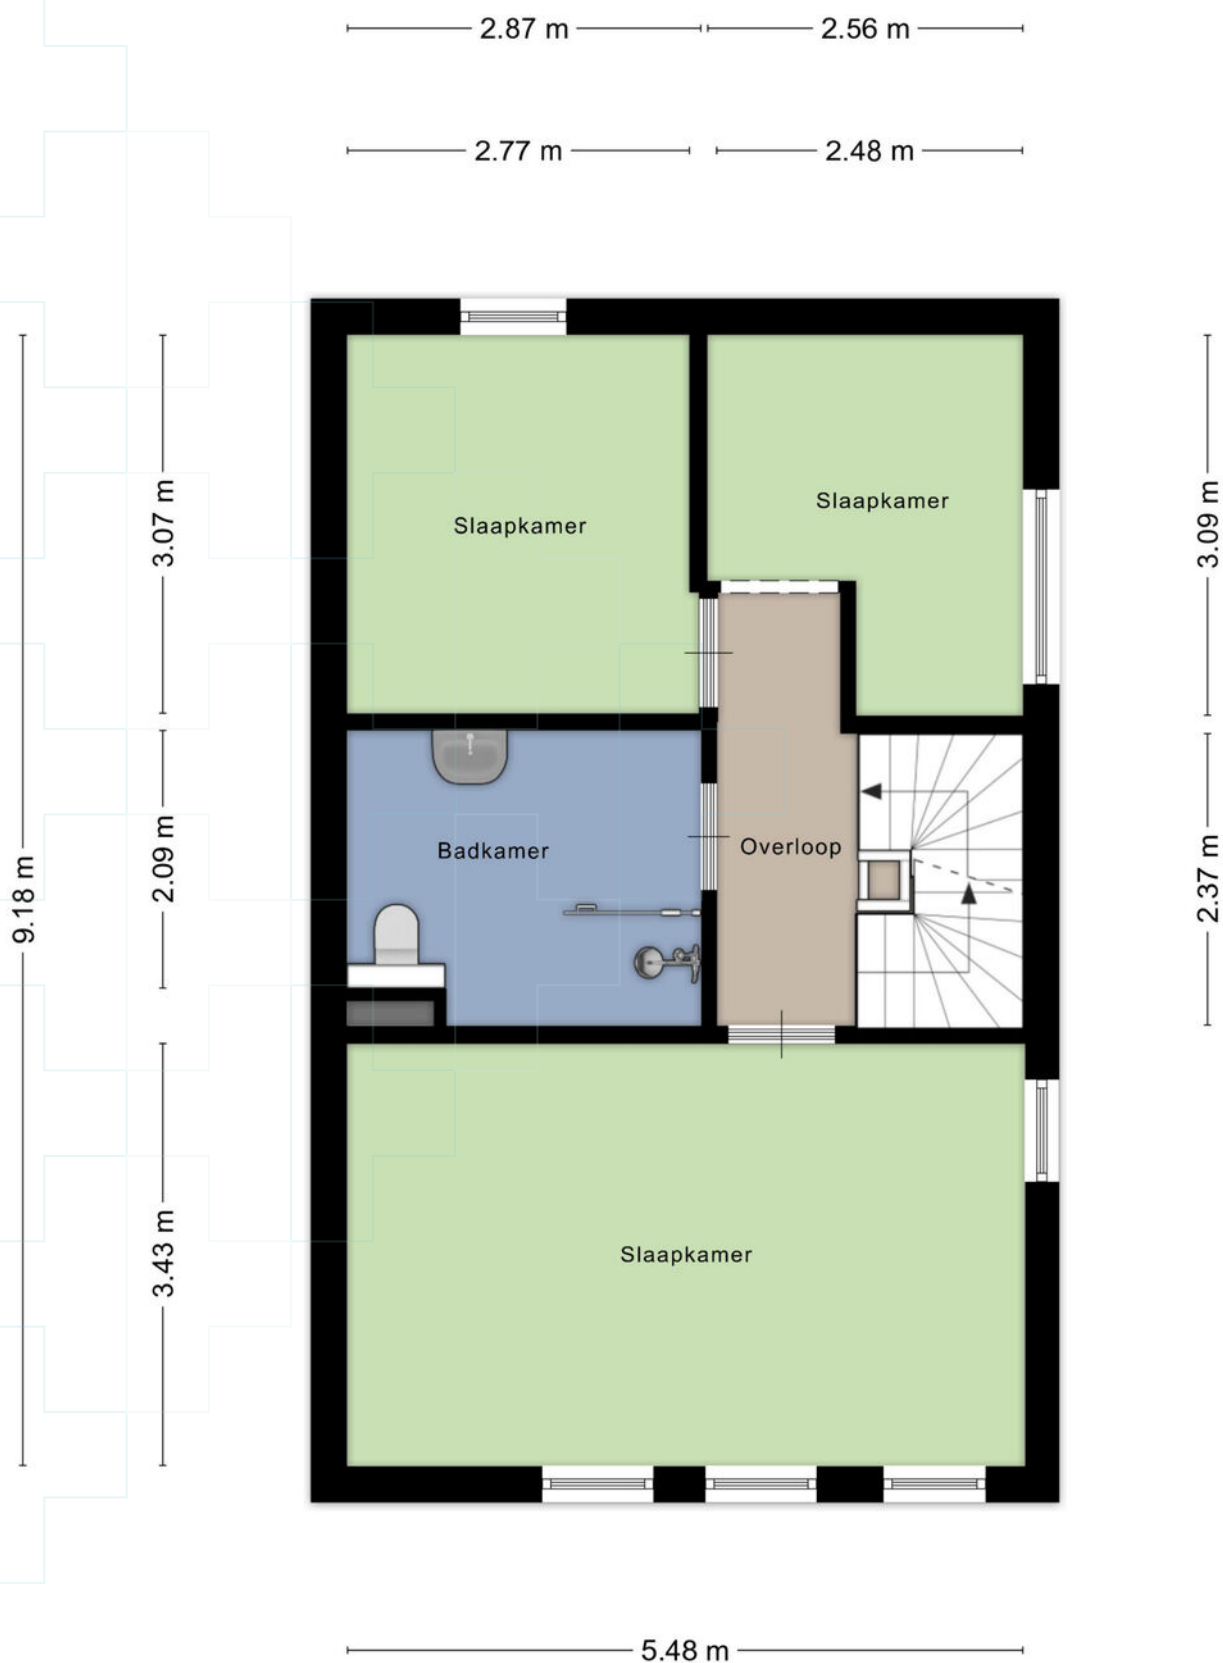 2.87 m
2.56 m
2.77 m
2.48 m
Slaapkamer
Slaapkamer
3.07 m
3.09 m
Badkamer
Overloop
2.09 m
9.18 m
2.37 m
Slaapkamer
3.43 m
5.48 m